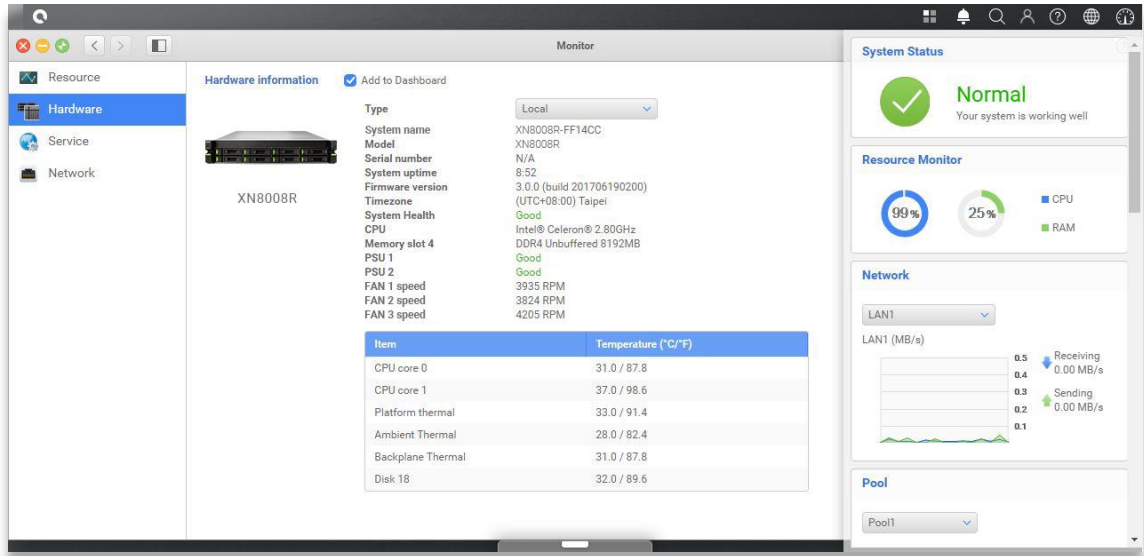 Monitor
Resource
Hardware
Service
Network
Hardware information
Add to Dashboard
XN8008R
Type Local
System name XN8008R-FF14CC
Model XN8008R
Serial number N/A
System uptime 8:52
Firmware version 3.0.0 (build 201706190200)
Timezone (UTC+08:00) Taipei
System Health Good
CPU Intel® Celeron® 2.80GHz
Memory slot 4 DDR4 Unbuffered 8192MB
PSU 1 Good
PSU 2 Good
FAN 1 speed 3935 RPM
FAN 2 speed 3824 RPM
FAN 3 speed 4205 RPM
Item Temperature (°C/°F)
CPU core 0 31.0 / 87.8
CPU core 1 37.0 / 98.6
Platform thermal 33.0 / 91.4
Ambient Thermal 28.0 / 82.4
Backplane Thermal 31.0 / 87.8
Disk 18 32.0 / 89.6
System Status
Normal
Your system is working well
Resource Monitor
99% 25%
CPU
RAM
Network
LAN1
LAN1 (MB/s)
0.5
0.4
0.3
0.2
0.1
Receiving
0.00 MB/s
Sending
0.00 MB/s
Pool
Pool1